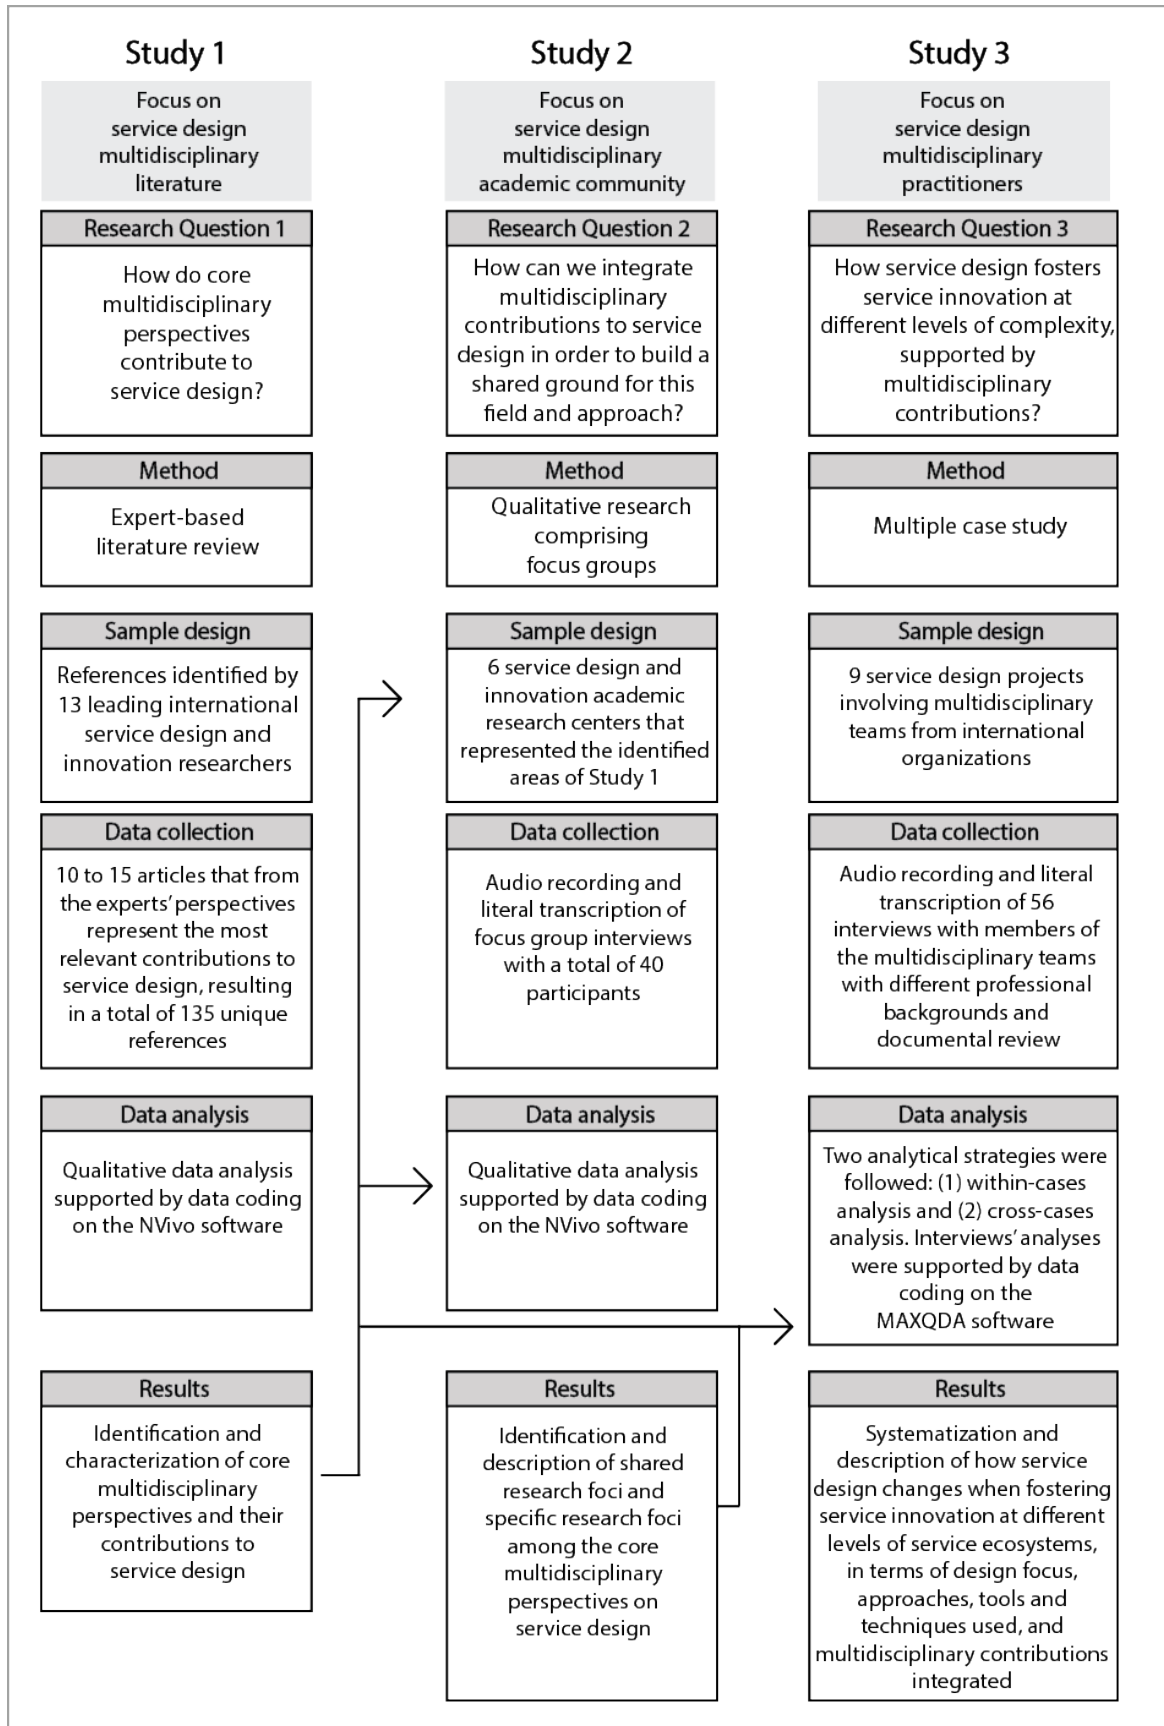 Study 1
Focus on
service design
multidisciplinary
literature
Research Question 1
How do core
multidisciplinary
perspectives
contribute to
service design?
Method
Expert-based
literature review
Sample design
References identified by
13 leading international
service design and
innovation researchers
Data collection
10 to 15 articles that from
the experts' perspectives
represent the most
relevant contributions to
service design, resulting
in a total of 135 unique
references
Data analysis
Qualitative data analysis
supported by data coding
on the NVivo software
Results
Identification and
characterization of core
multidisciplinary
perspectives and their
contributions to
service design
Study 2
Focus on
service design
multidisciplinary
academic community
Research Question 2
How can we integrate
multidisciplinary
contributions to service
design in order to build a
shared ground for this
field and approach?
Method
Qualitative research
comprising
focus groups
Sample design
6 service design and
innovation academic
research centers that
represented the identified
areas of Study 1
Data collection
Audio recording and
literal transcription of
focus group interviews
with a total of 40
participants
Data analysis
Qualitative data analysis
supported by data coding
on the NVivo software
Results
Identification and
description of shared
research foci and
specific research foci
among the core
multidisciplinary
perspectives on
service design
Study 3
Focus on
service design
multidisciplinary
practitioners
Research Question 3
How service design fosters
service innovation at
different levels of complexity,
supported by
multidisciplinary
contributions?
Method
Multiple case study
Sample design
9 service design projects
involving multidisciplinary
teams from international
organizations
Data collection
Audio recording and literal
transcription of 56
interviews with members of
the multidisciplinary teams
with different professional
backgrounds and
documental review
Data analysis
Two analytical strategies were
followed: (1) within-cases
analysis and (2) cross-cases
analysis. Interviews' analyses
were supported by data
coding on the
MAXQDA software
Results
Systematization and
description of how service
design changes when fostering
service innovation at different
levels of service ecosystems,
in terms of design focus,
approaches, tools and
techniques used, and
multidisciplinary contributions
integrated